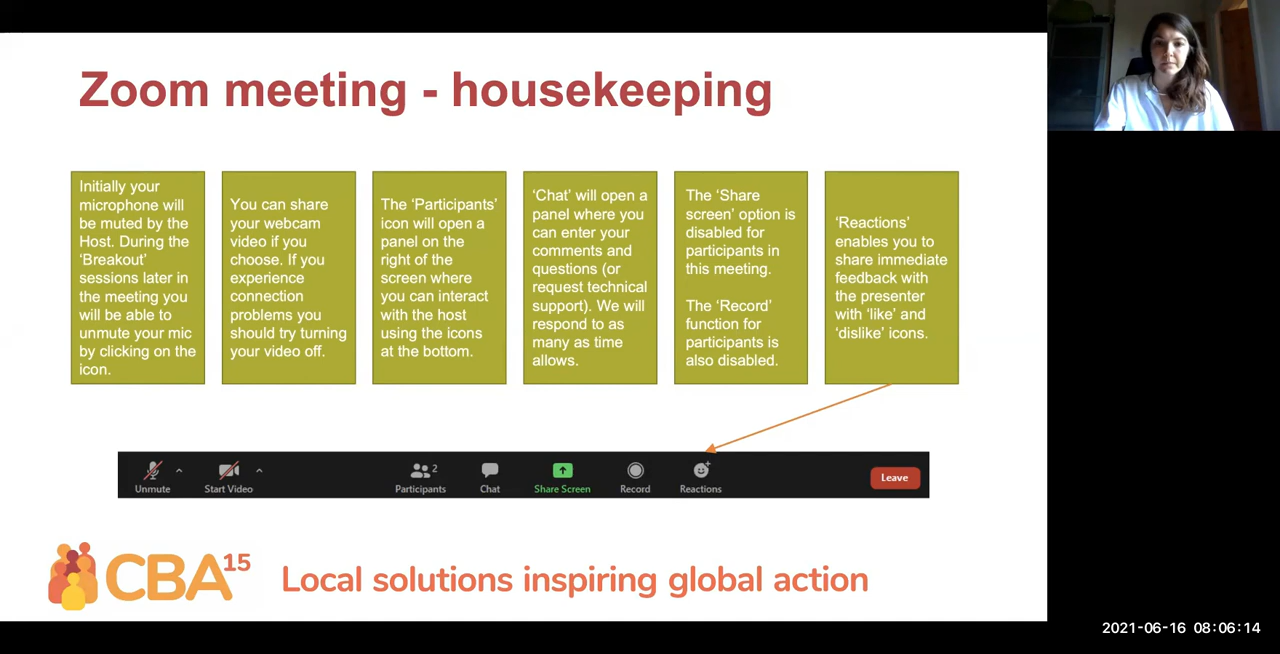 Zoom meeting - housekeeping
Initially your
microphone will
be muted by the
Host. During the
‘Breakout’
sessions later in
the meeting you
will be able to
unmute your mic
by clicking on the
icon.
You can share
your webcam
video if you
choose. If you
experience
connection
problems you
should try turning
your video off.
The ‘Participants’
icon will open a
panel on the
right of the
screen where
you can interact
with the host
using the icons
at the bottom.
‘Chat’ will open a
panel where you
can enter your
comments and
questions (or
request technical
support). We will
respond to as
many as time
allows.
The ‘Share
screen’ option is
disabled for
participants in
this meeting.
The ‘Record’
function for
participants is
also disabled.
‘Reactions’
enables you to
share immediate
feedback with
the presenter
with ‘like’ and
‘dislike’ icons.
Unmute
Start Video
2
Participants
Chat
Share Screen
Record
Reactions
Leave
CBA15
Local solutions inspiring global action
2021-06-16 08:06:14